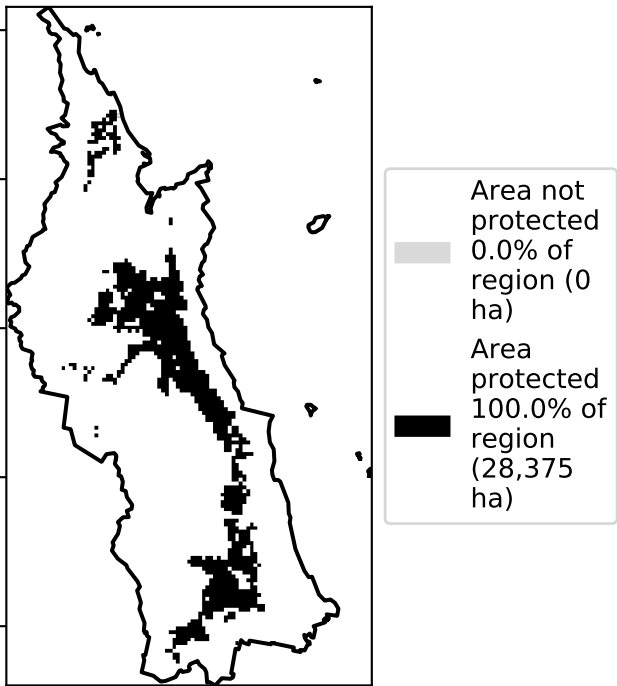 Area not
protected
0.0% of
region (0
ha)
Area
protected
100.0% of
region
(28,375
ha)